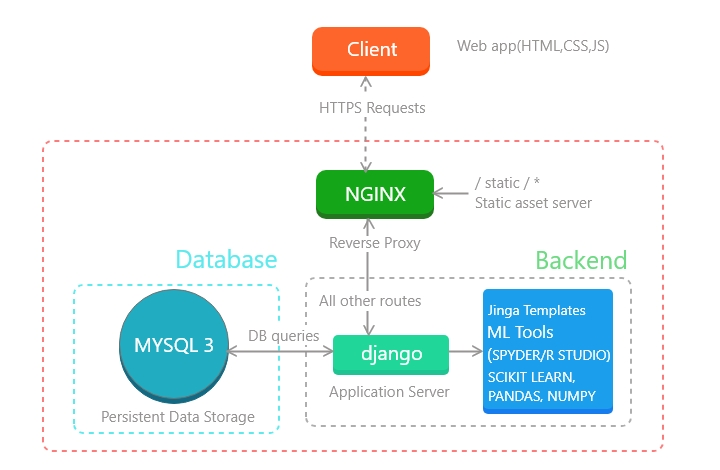 Client
Web app(HTML,CSS,JS)
HTTPS Requests
NGINX
/ static / *
Static asset server
Reverse Proxy
Database
Backend
All other routes
Jinga Templates
ML Tools
(SPYDER/R STUDIO)
SCIKIT LEARN,
PANDAS, NUMPY
MYSQL 3
DB queries
django
Application Server
Persistent Data Storage